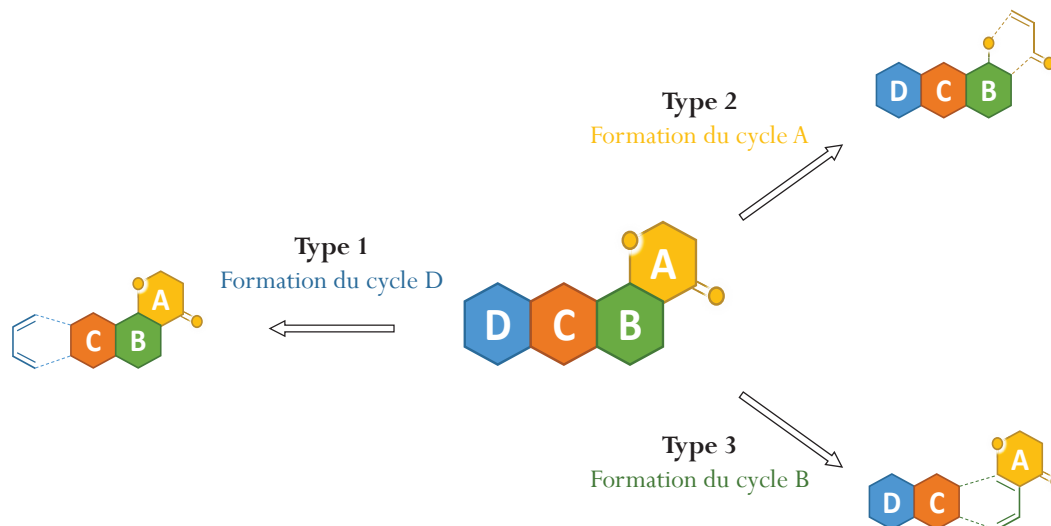 D C B
Type 2
Formation du cycle A
Type 1
Formation du cycle D
A
D C B
A
C B
Type 3
Formation du cycle B
A
D C